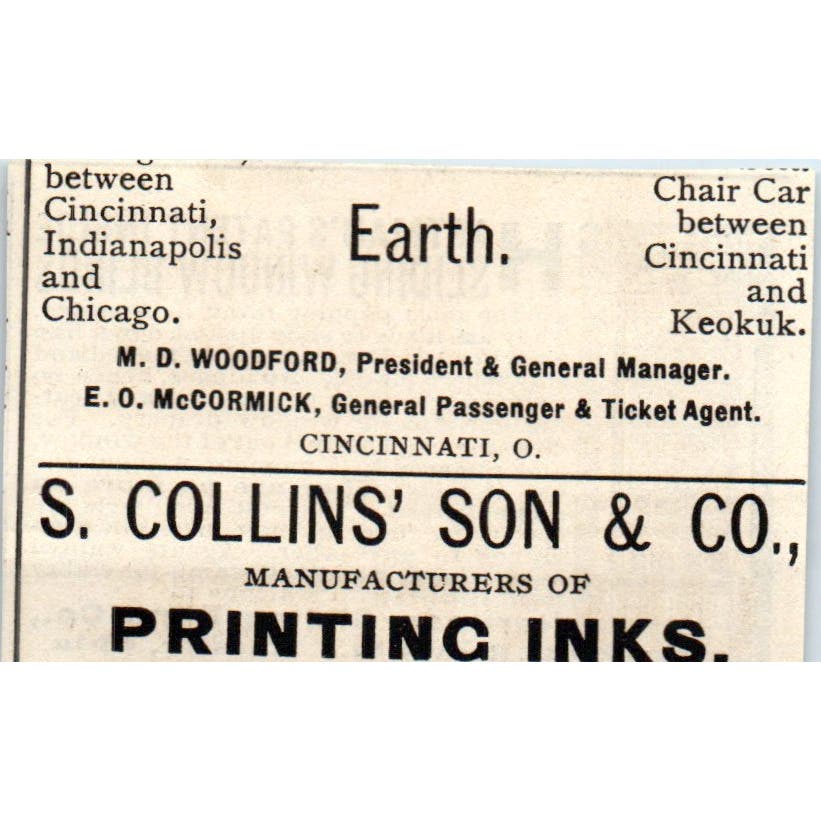 between
Cincinnati,
Indianapolis
and
Chicago.
Earth.
Chair Car
between
Cincinnati
and
Keokuk.
M. D. WOODFORD, President & General Manager.
E. O. McCORMICK, General Passenger & Ticket Agent.
CINCINNATI, O.
S. COLLINS' SON & CO.,
MANUFACTURERS OF
PRINTING INKS.